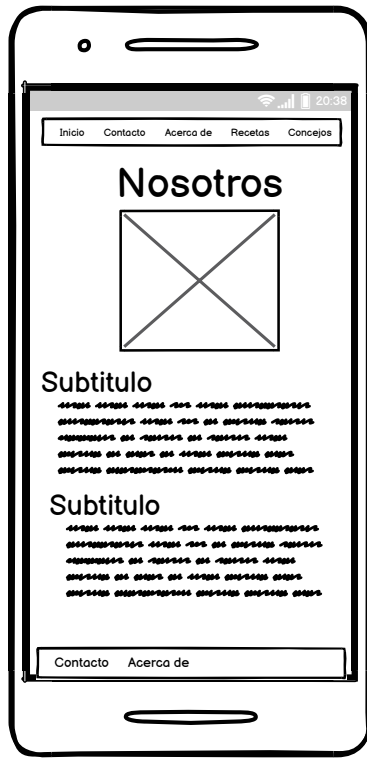 20:38
Inicio Contacto Acerca de Recetas Concejos
Nosotros
Subtitulo
Subtitulo
Contacto Acerca de